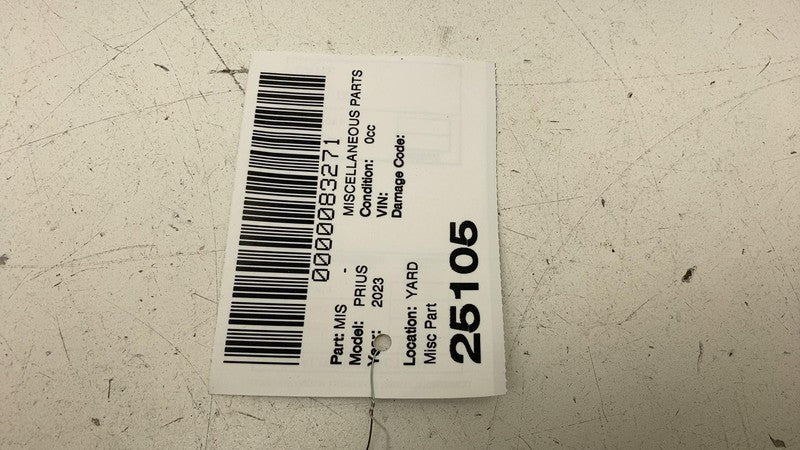 0000083271
Part: MIS -
MISCELLANEOUS PARTS
Model: PRIUS
Condition: 0cc
Year: 2023
VIN:
Damage Code:
Location: YARD
Misc Part
25105